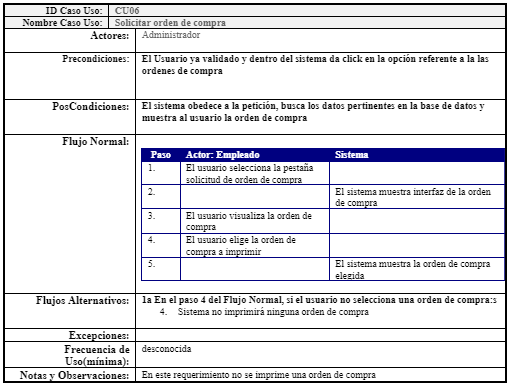 ID Caso Uso: CU06
Nombre Caso Uso: Solicitar orden de compra
Actores: Administrador
Precondiciones: El Usuario ya validado y dentro del sistema da click en la opción referente a la las
ordenes de compra
PosCondiciones: El sistema obedece a la petición, busca los datos pertinentes en la base de datos y
muestra al usuario la orden de compra
Flujo Normal:
Paso Actor: Empleado Sistema
1. El usuario selecciona la pestaña
solicitud de orden de compra
2. El sistema muestra interfaz de la orden
de compra
3. El usuario visualiza la orden de
compra
4. El usuario elige la orden de
compra a imprimir
5. El sistema muestra la orden de compra
elegida
Flujos Alternativos: 1a En el paso 4 del Flujo Normal, si el usuario no selecciona una orden de compra:s
4. Sistema no imprimirá ninguna orden de compra
Excepciones:
Frecuencia de desconocida
Uso(mínima):
Notas y Observaciones: En este requerimiento no se imprime una orden de compra